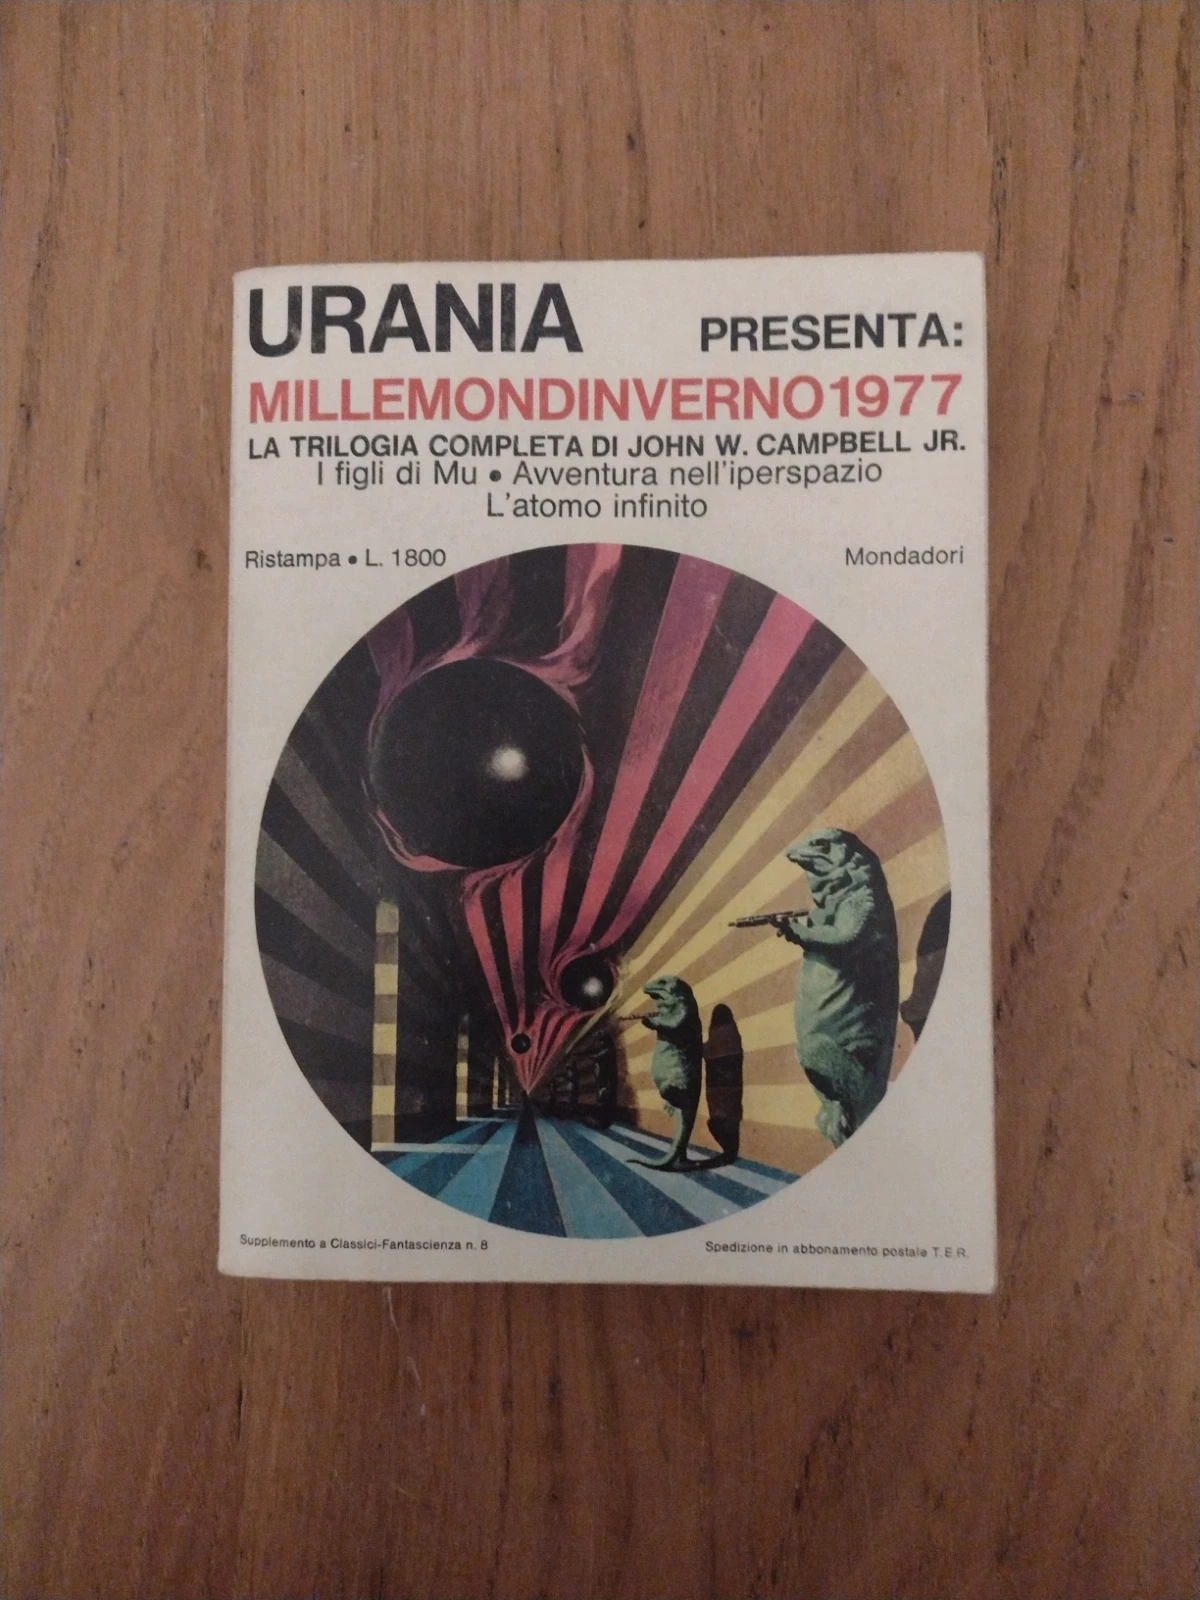 URANIA PRESENTA:
MILLEMONDINVERNO1977
LA TRILOGIA COMPLETA DI JOHN W. CAMPBELL JR.
I figli di Mu • Avventura nell'iperspazio
L'atomo infinito
Ristampa • L. 1800
Mondadori
Supplemento a Classici-Fantascienza n. 8
Spedizione in abbonamento postale T.E.R.